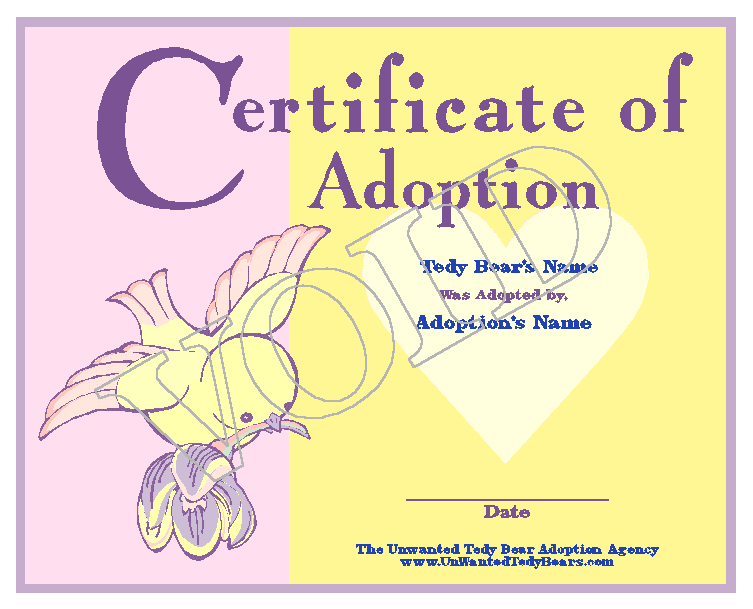 Certificate of
Adoption
Tedy Bear's Name
Was Adopted by,
Adoption's Name
VOID
Date
The Unwanted Tedy Bear Adoption Agency
www.UnWantedTedyBears.com